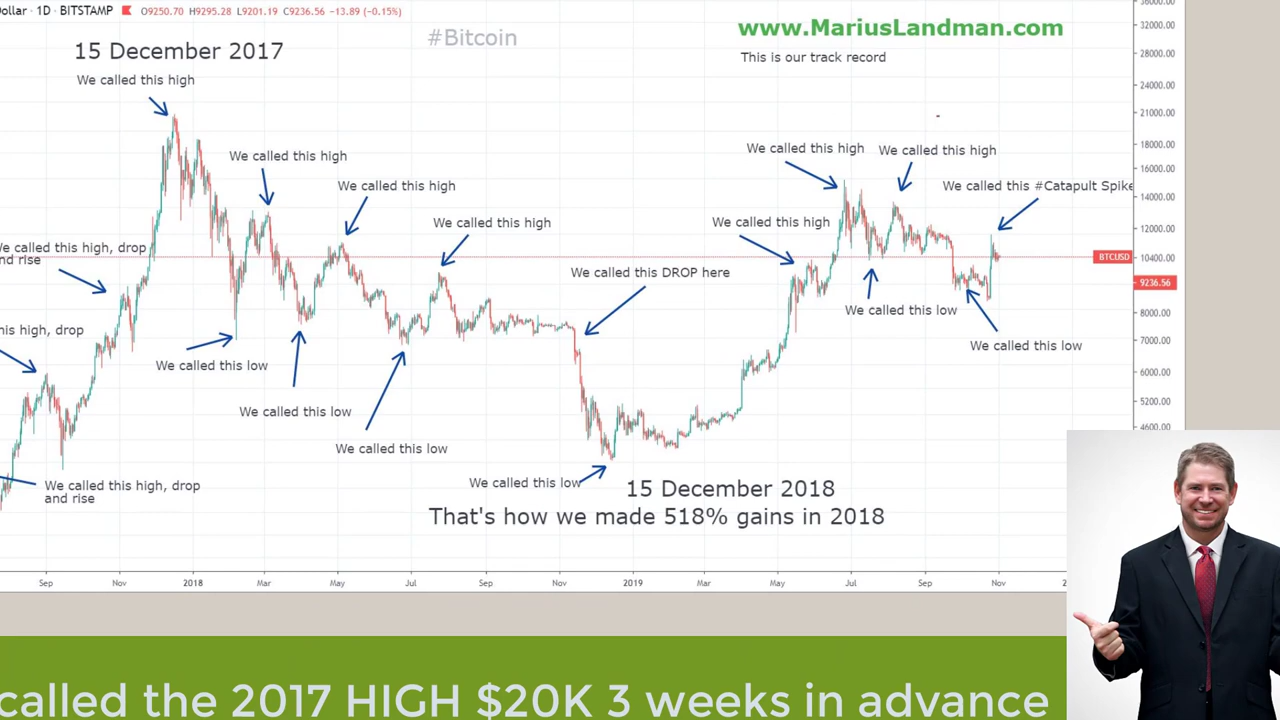 Dollar · 1D · BITSTAMP O9250.70 H9295.28 L9201.19 C9236.56 -13.89 (-0.15%)
#Bitcoin
www.MariusLandman.com
This is our track record
15 December 2017
We called this high
We called this high
We called this high
We called this high
We called this high, drop
and rise
this high, drop
We called this high, drop
and rise
We called this low
We called this low
We called this low
We called this DROP here
We called this low
15 December 2018
That's how we made 518% gains in 2018
We called this high
We called this high
We called this high
We called this #Catapult Spike
We called this low
We called this low
36000.00
32000.00
28000.00
24000.00
21000.00
18000.00
16000.00
14000.00
12000.00
BTCUSD 10400.00
9236.56
8000.00
7000.00
6000.00
5200.00
4600.00
Sep Nov 2018 Mar May Jul Sep Nov 2019 Mar May Jul Sep Nov
called the 2017 HIGH $20K 3 weeks in advance